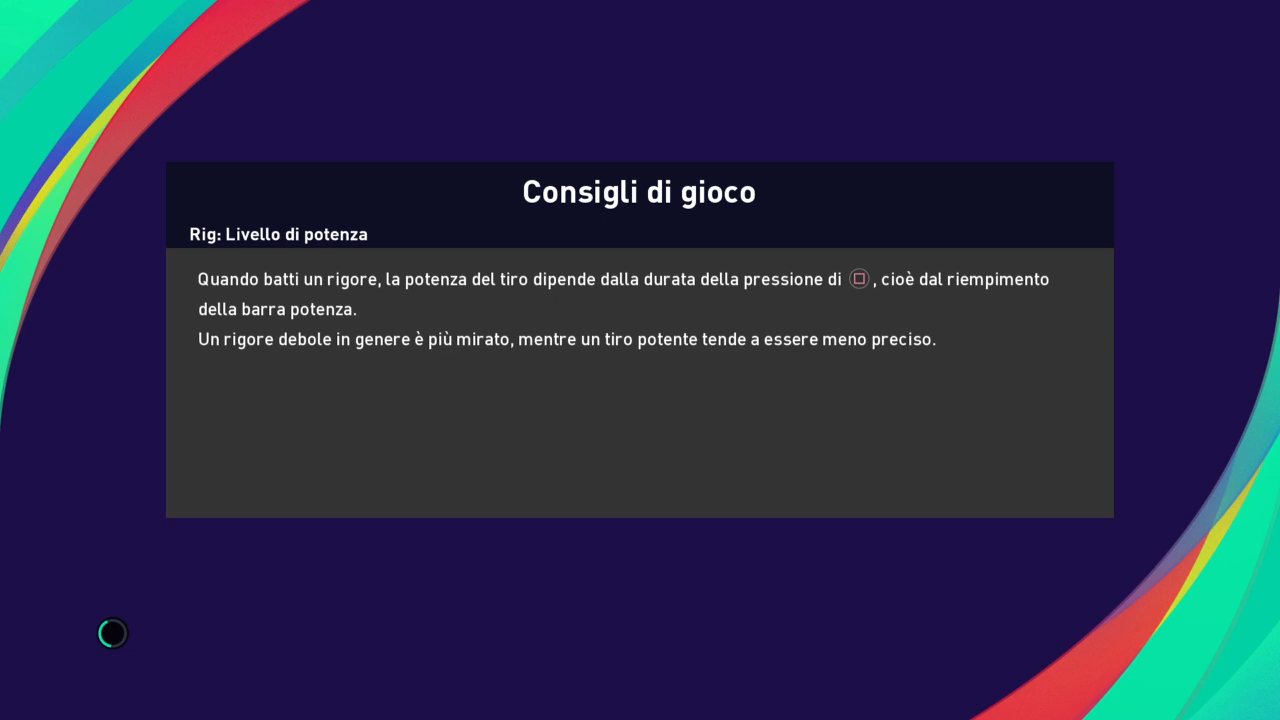 Consigli di gioco
Rig: Livello di potenza
Quando batti un rigore, la potenza del tiro dipende dalla durata della pressione di , cioè dal riempimento
della barra potenza.
Un rigore debole in genere è più mirato, mentre un tiro potente tende a essere meno preciso.